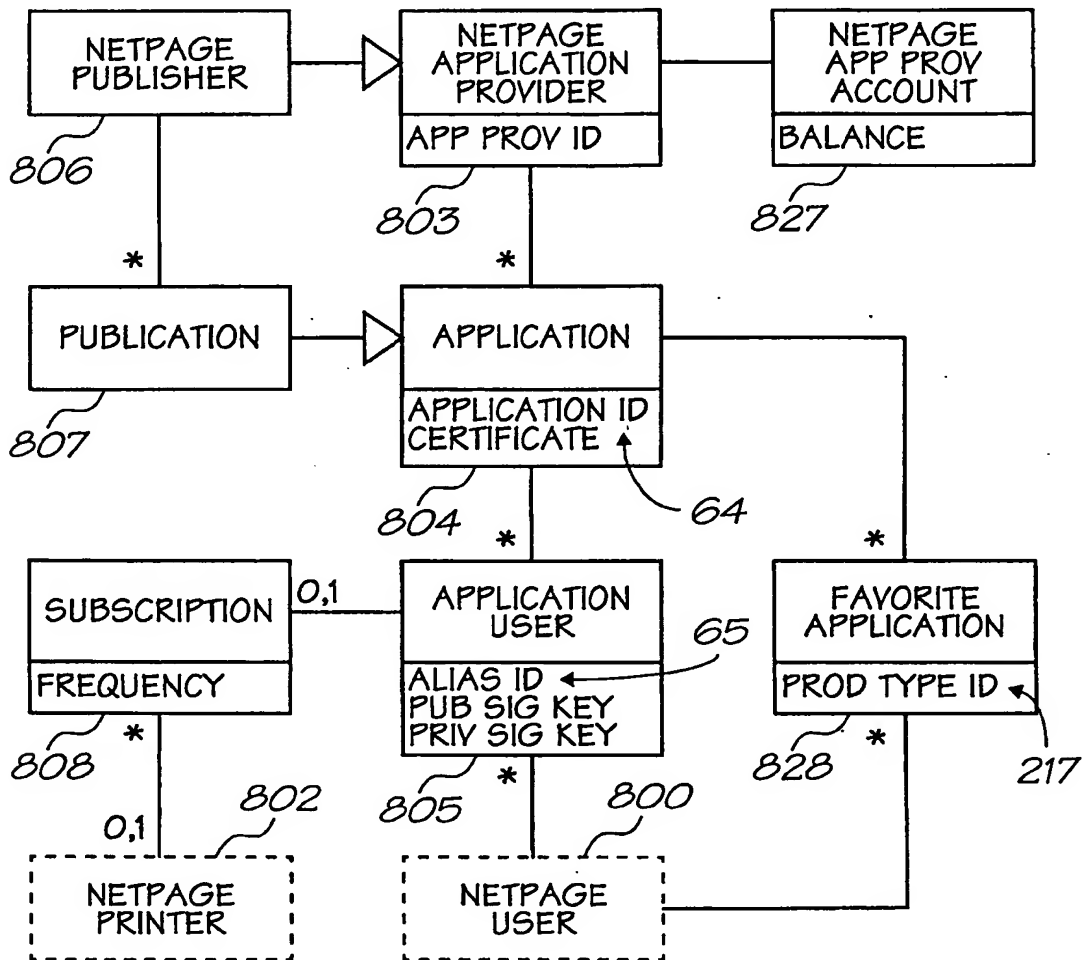 NETPAGE
PUBLISHER
806
NETPAGE
APPLICATION
PROVIDER
APP PROV ID
803
NETPAGE
APP PROV
ACCOUNT
BALANCE
827
*
*
PUBLICATION
807
APPLICATION
APPLICATION ID
CERTIFICATE
804
64
*
*
SUBSCRIPTION
FREQUENCY
808
0,1
APPLICATION
USER
ALIAS ID
PUB SIG KEY
PRIV SIG KEY
805
65
FAVORITE
APPLICATION
PROD TYPE ID
828
217
*
*
*
0,1
802
NETPAGE
PRINTER
800
NETPAGE
USER